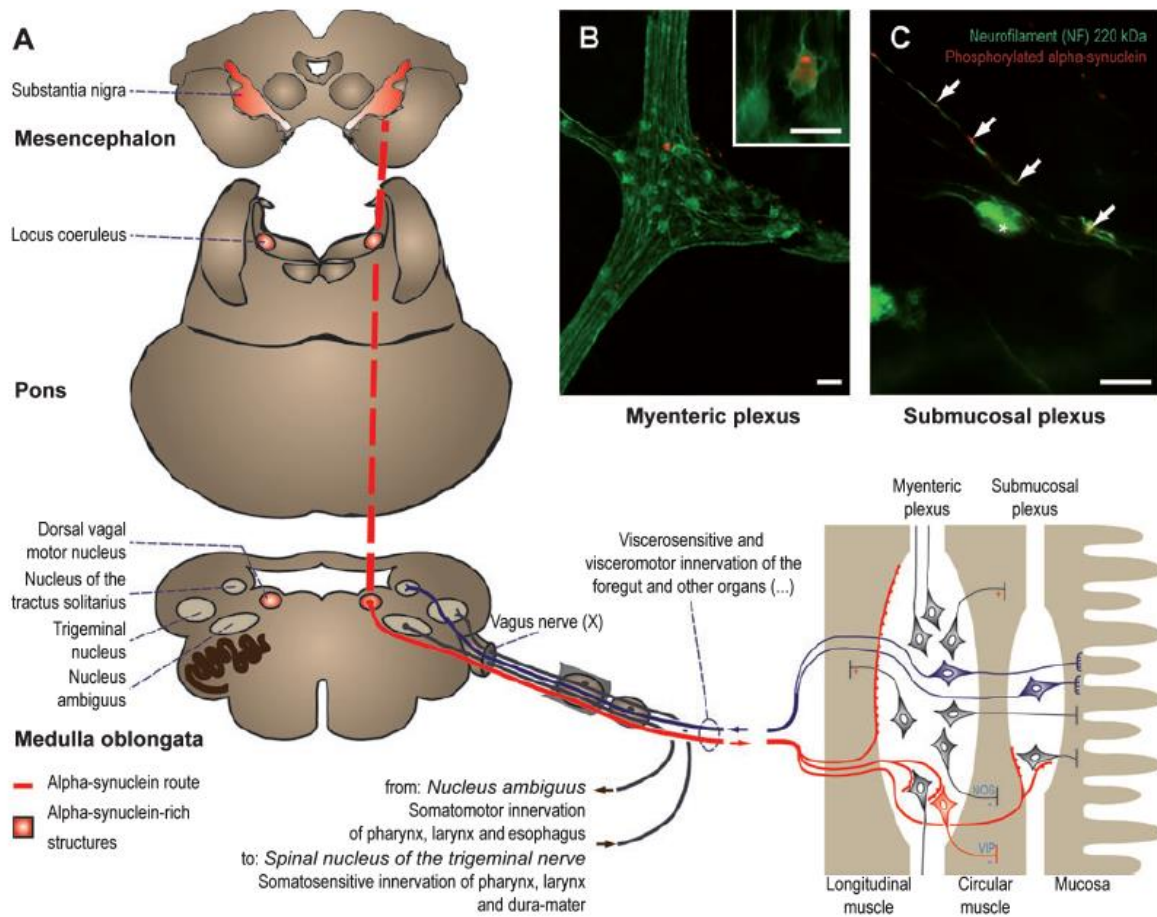 A
Substantia nigra
Mesencephalon
Locus coeruleus
Pons
Dorsal vagal
motor nucleus
Nucleus of the
tractus solitarius
Trigeminal
nucleus
Nucleus
ambiguus
Medulla oblongata
Alpha-synuclein route
Alpha-synuclein-rich
structures
B
Myenteric plexus
C
Neurofilament (NF) 220 kDa
Phosphorylated alpha-synuclein
*
Submucosal plexus
Viscerosensitive and
visceromotor innervation of the
foregut and other organs (...)
Vagus nerve (X)
from: Nucleus ambiguus
Somatomotor innervation
of pharynx, larynx and esophagus
to: Spinal nucleus of the trigeminal nerve
Somatosensitive innervation of pharynx, larynx
and dura-mater
Myenteric
plexus
Submucosal
plexus
+
+
NOS
-
VIP
-
Longitudinal
muscle
Circular
muscle
Mucosa